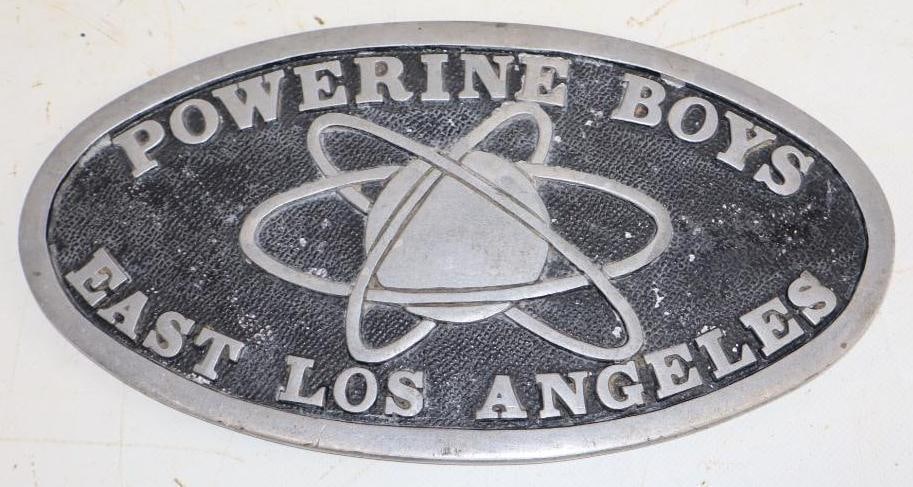 POWERINE BOYS
EAST LOS ANGELES